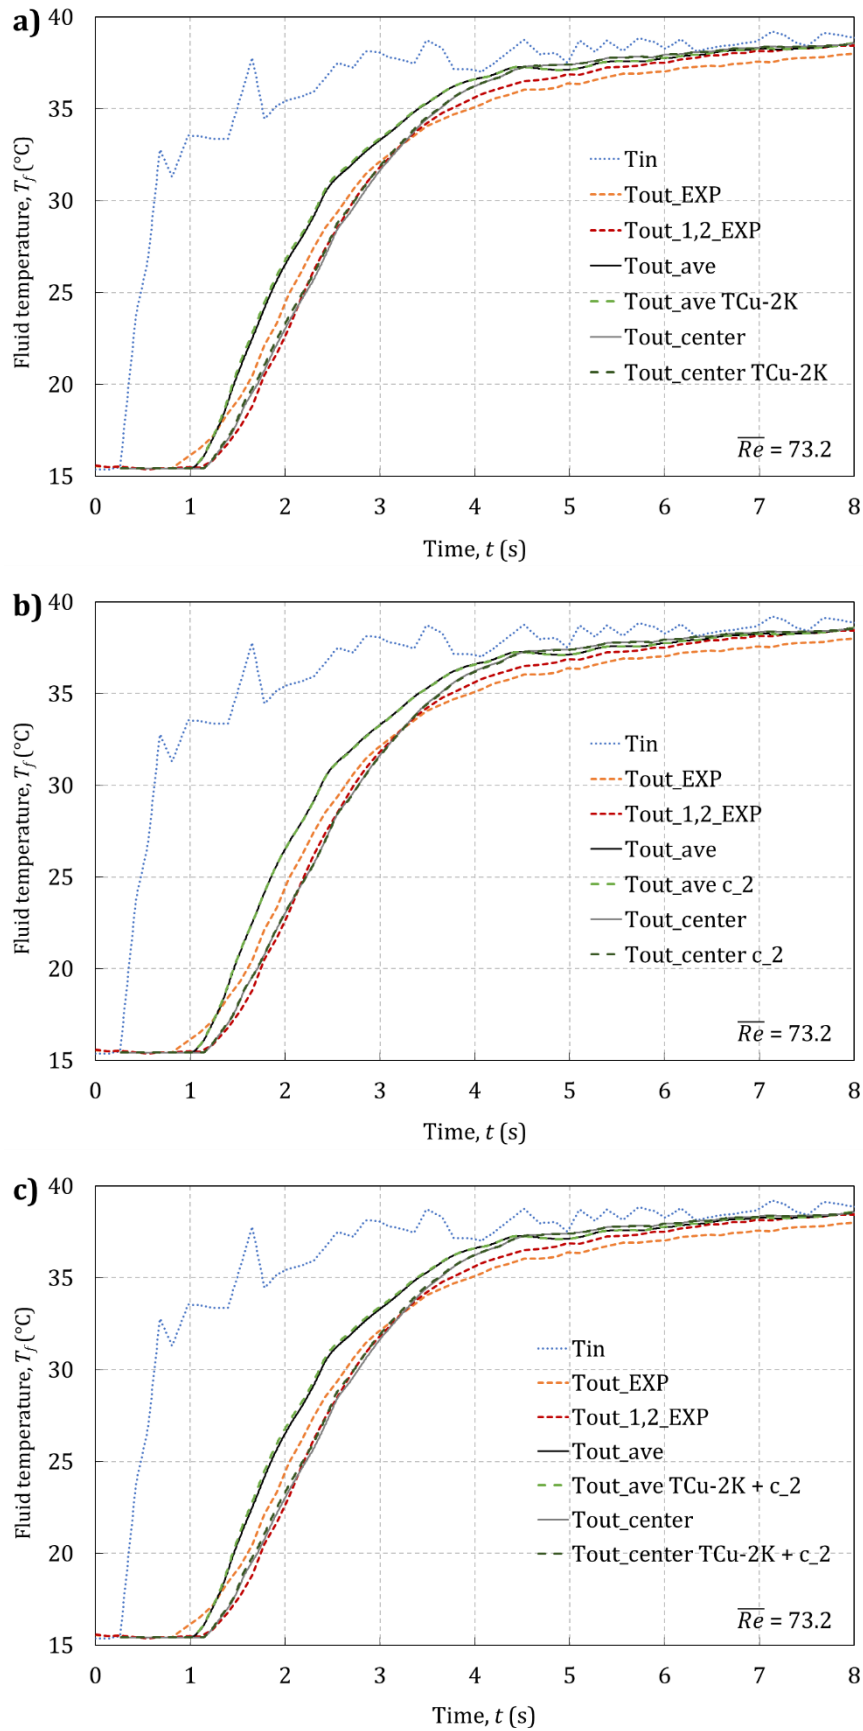 a)
40
35
30
25
20
15
Fluid temperature, T_f (°C)
Tin
Tout_EXP
Tout_1,2_EXP
Tout_ave
Tout_ave TCu-2K
Tout_center
Tout_center TCu-2K
Re = 73.2
0 1 2 3 4 5 6 7 8
Time, t (s)
b)
40
35
30
25
20
15
Fluid temperature, T_f (°C)
Tin
Tout_EXP
Tout_1,2_EXP
Tout_ave
Tout_ave c_2
Tout_center
Tout_center c_2
Re = 73.2
0 1 2 3 4 5 6 7 8
Time, t (s)
c)
40
35
30
25
20
15
Fluid temperature, T_f (°C)
Tin
Tout_EXP
Tout_1,2_EXP
Tout_ave
Tout_ave TCu-2K + c_2
Tout_center
Tout_center TCu-2K + c_2
Re = 73.2
0 1 2 3 4 5 6 7 8
Time, t (s)